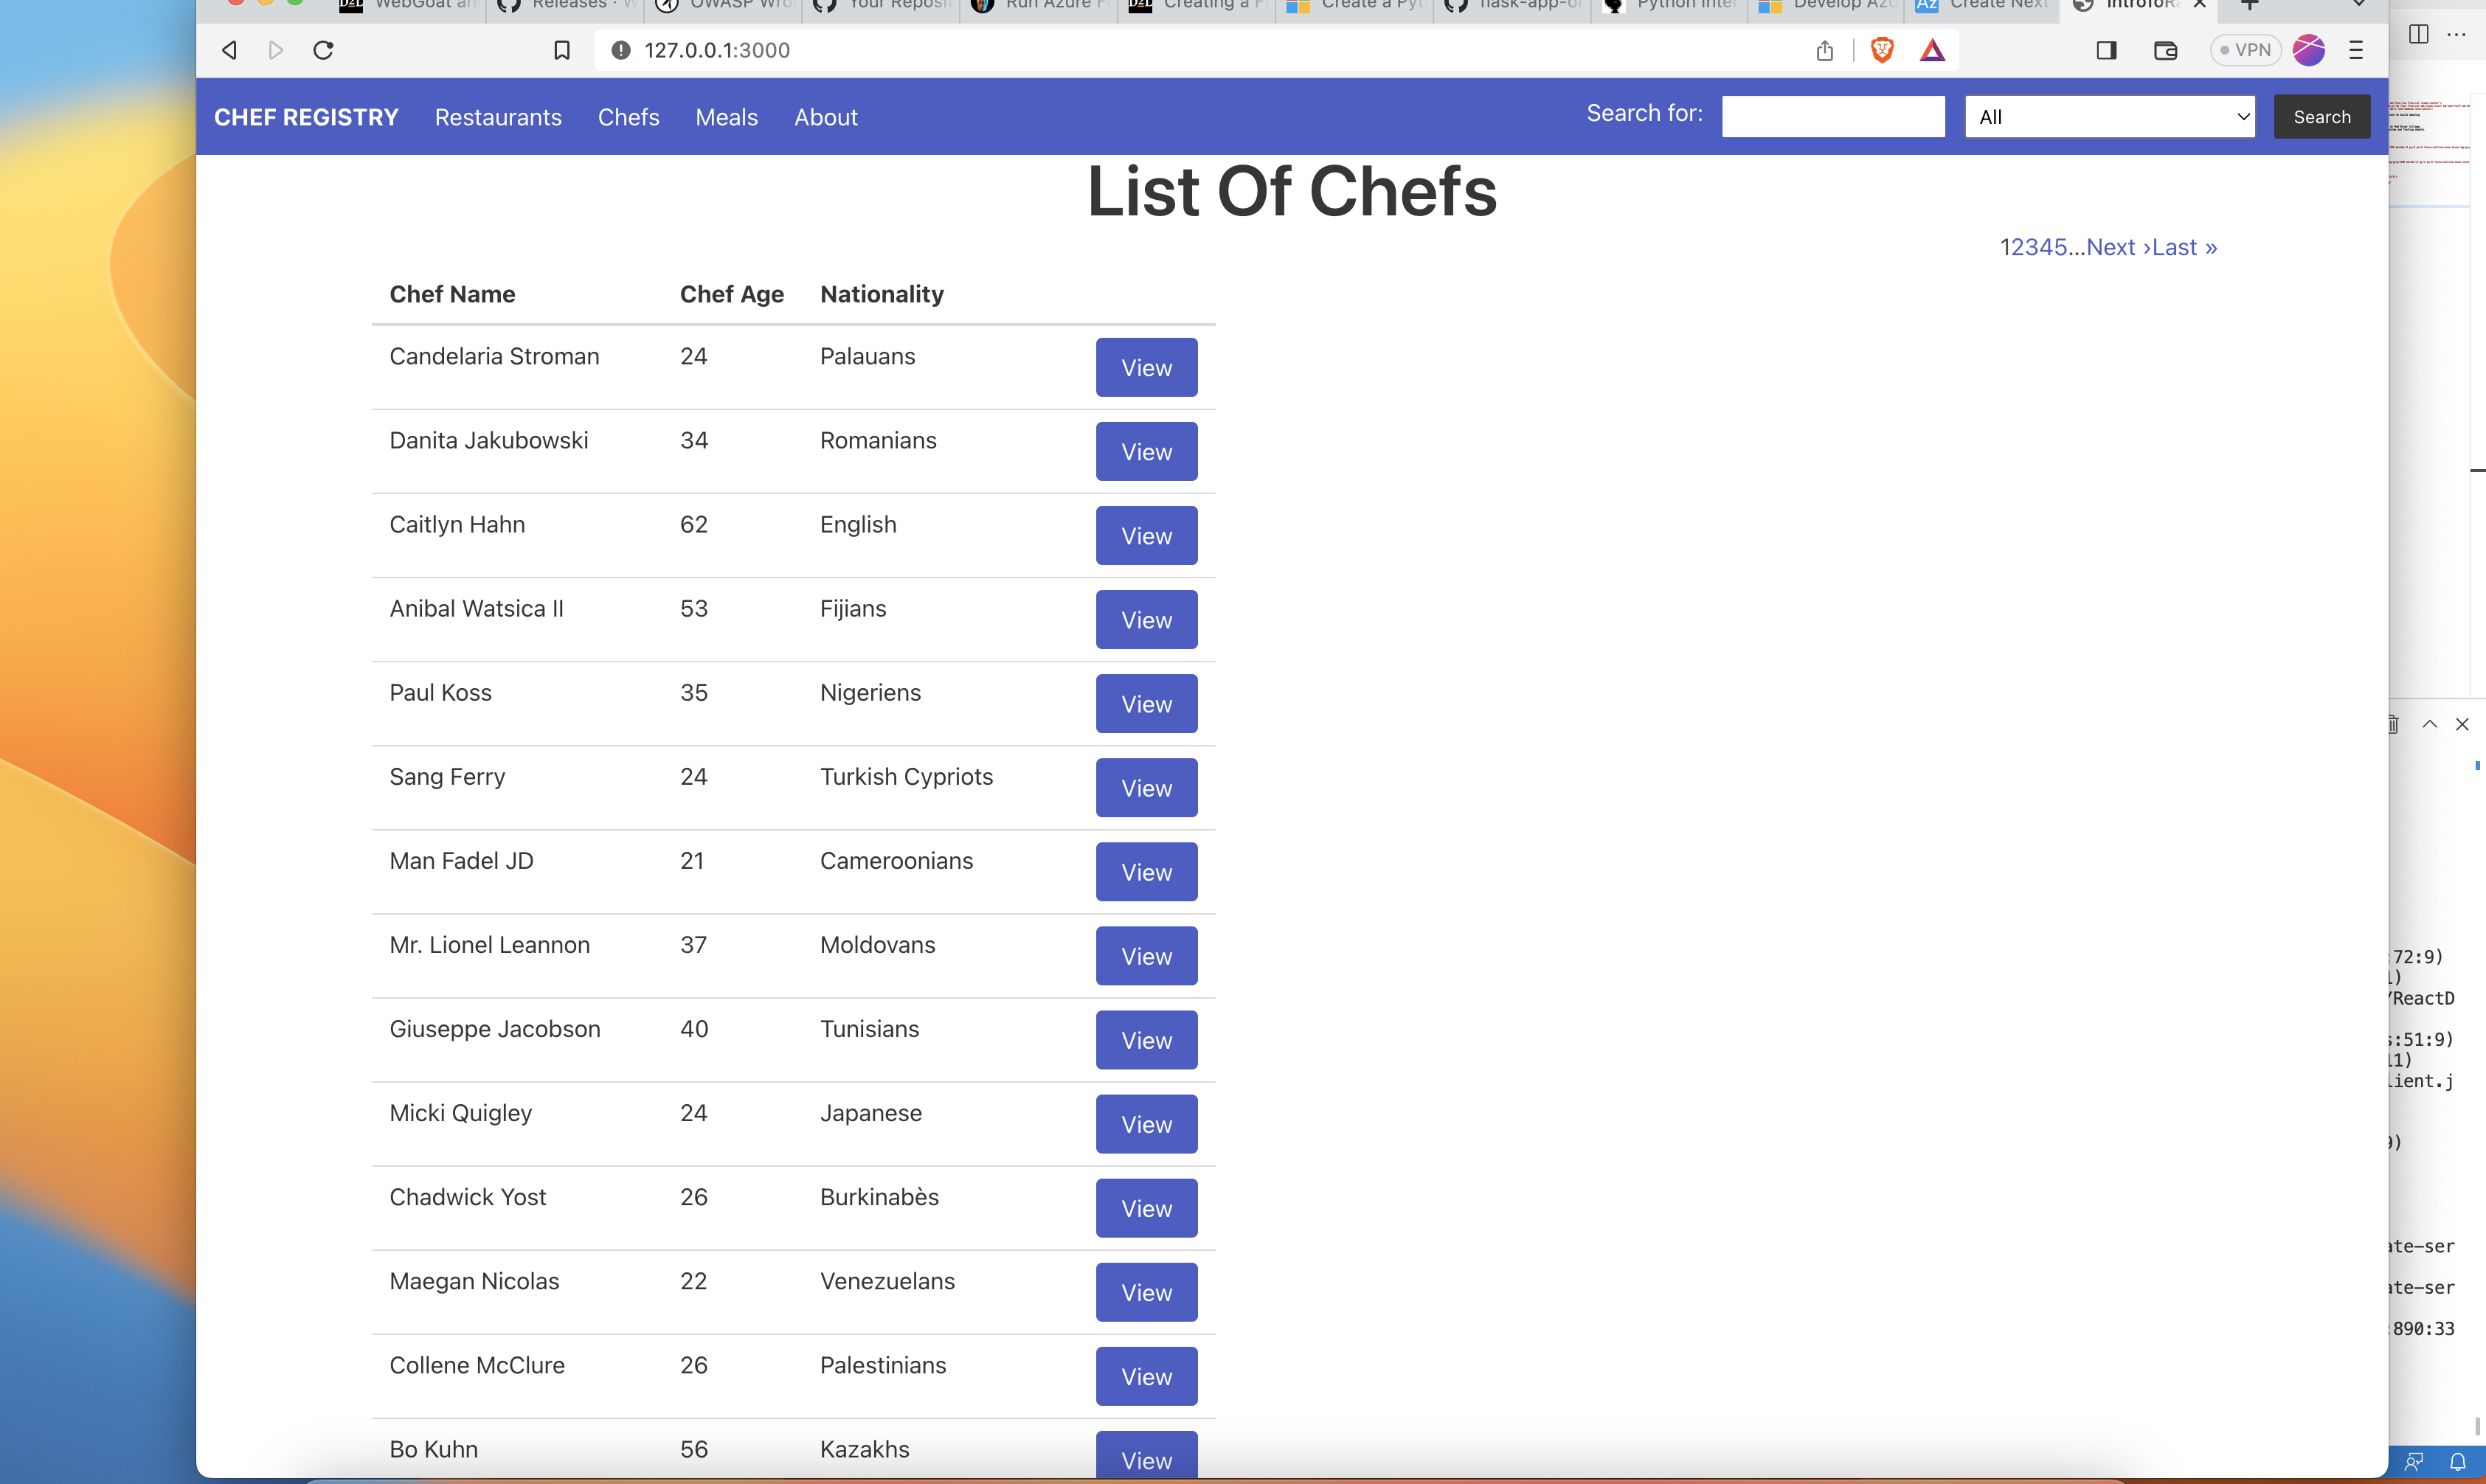 WebGoat an
Releases · W
OWASP Wro
Your Reposi
Run Azure F
Creating a F
Create a Pyt
flask-app-o
Python Inter
Develop Azu
Create Next
IntroToRa
127.0.0.1:3000
VPN
CHEF REGISTRY Restaurants Chefs Meals About Search for: All Search
List Of Chefs
12345...Next ›Last »
Chef Name Chef Age Nationality
Candelaria Stroman 24 Palauans View
Danita Jakubowski 34 Romanians View
Caitlyn Hahn 62 English View
Anibal Watsica II 53 Fijians View
Paul Koss 35 Nigeriens View
Sang Ferry 24 Turkish Cypriots View
Man Fadel JD 21 Cameroonians View
Mr. Lionel Leannon 37 Moldovans View
Giuseppe Jacobson 40 Tunisians View
Micki Quigley 24 Japanese View
Chadwick Yost 26 Burkinabès View
Maegan Nicolas 22 Venezuelans View
Collene McClure 26 Palestinians View
Bo Kuhn 56 Kazakhs View
:72:9)
/ReactD
s:51:9)
11)
lient.j
ate-ser
ate-ser
:890:33